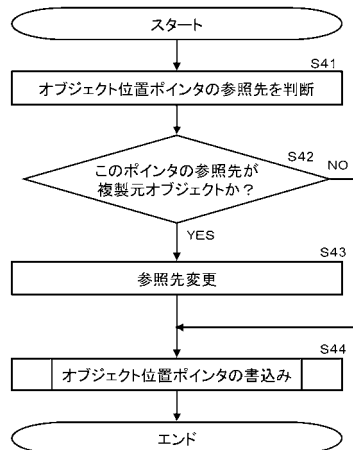 スタート
S41
オブジェクト位置ポインタの参照先を判断
S42
このポインタの参照先が
複製元オブジェクトか？
NO
YES
S43
参照先変更
S44
オブジェクト位置ポインタの書込み
エンド